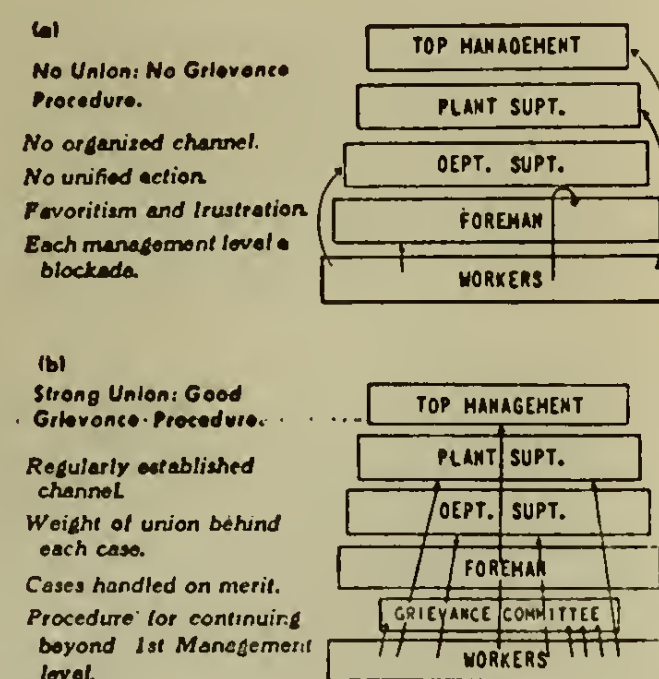 (a)
No Union: No Grievance
Procedure.
No organized channel.
No unified action.
Favoritism and frustration.
Each management level a
blockade.
TOP MANAGEMENT
PLANT SUPT.
DEPT. SUPT.
FOREMAN
WORKERS
(b)
Strong Union: Good
Grievance Procedure.
Regularly established
channel.
Weight of union behind
each case.
Cases handled on merit.
Procedure for continuing
beyond 1st Management
level.
TOP MANAGEMENT
PLANT SUPT.
DEPT. SUPT.
FOREMAN
GRIEVANCE COMMITTEE
WORKERS